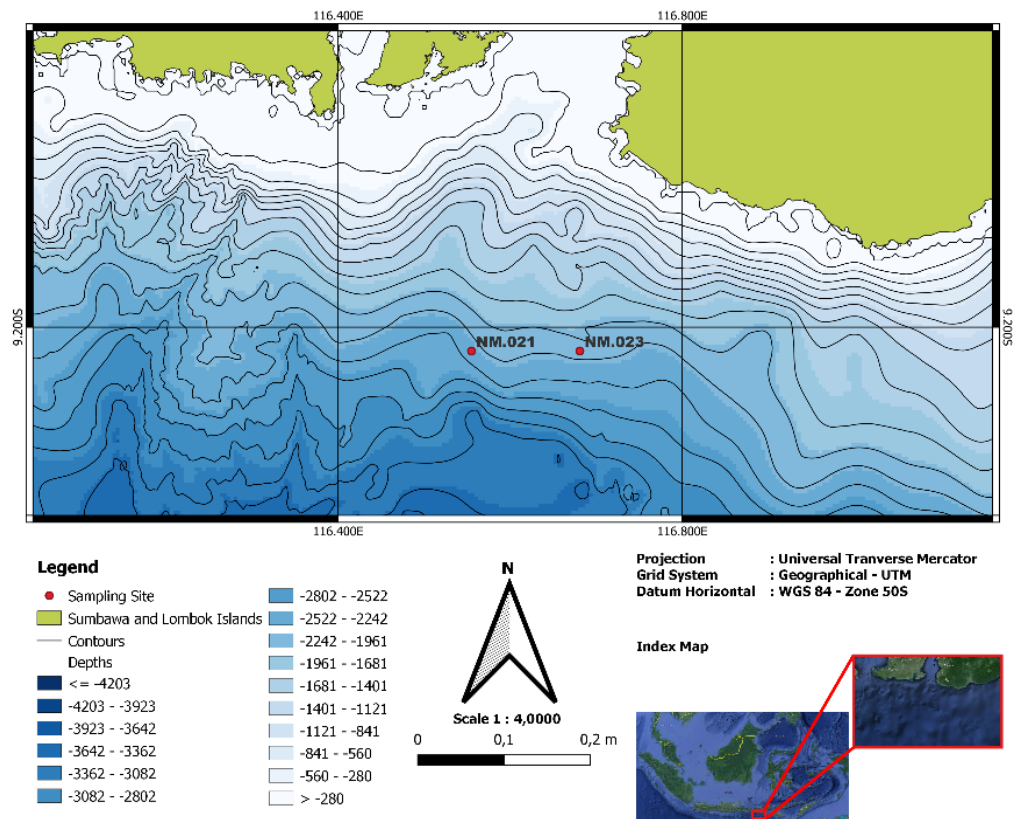 116.400E 116.800E
9.200S 9.200S
NM.021 NM.023
116.400E 116.800E
Legend
Sampling Site
Sumbawa and Lombok Islands
Contours
Depths
<= -4203
-4203 - -3923
-3923 - -3642
-3642 - -3362
-3362 - -3082
-3082 - -2802
-2802 - -2522
-2522 - -2242
-2242 - -1961
-1961 - -1681
-1681 - -1401
-1401 - -1121
-1121 - -841
-841 - -560
-560 - -280
> -280
N
Scale 1 : 4,0000
0 0,1 0,2 m
Projection : Universal Tranverse Mercator
Grid System : Geographical - UTM
Datum Horizontal : WGS 84 - Zone 50S
Index Map